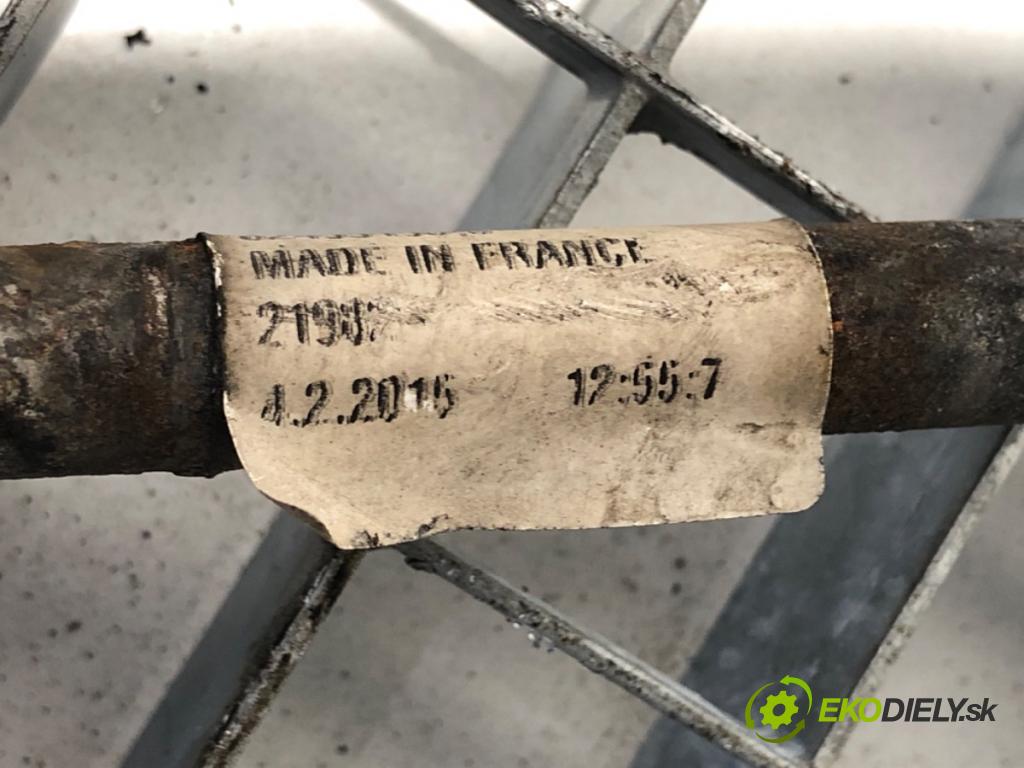 MADE IN FRANCE
4.2.2015 12:55:7
EKODIELY.sk